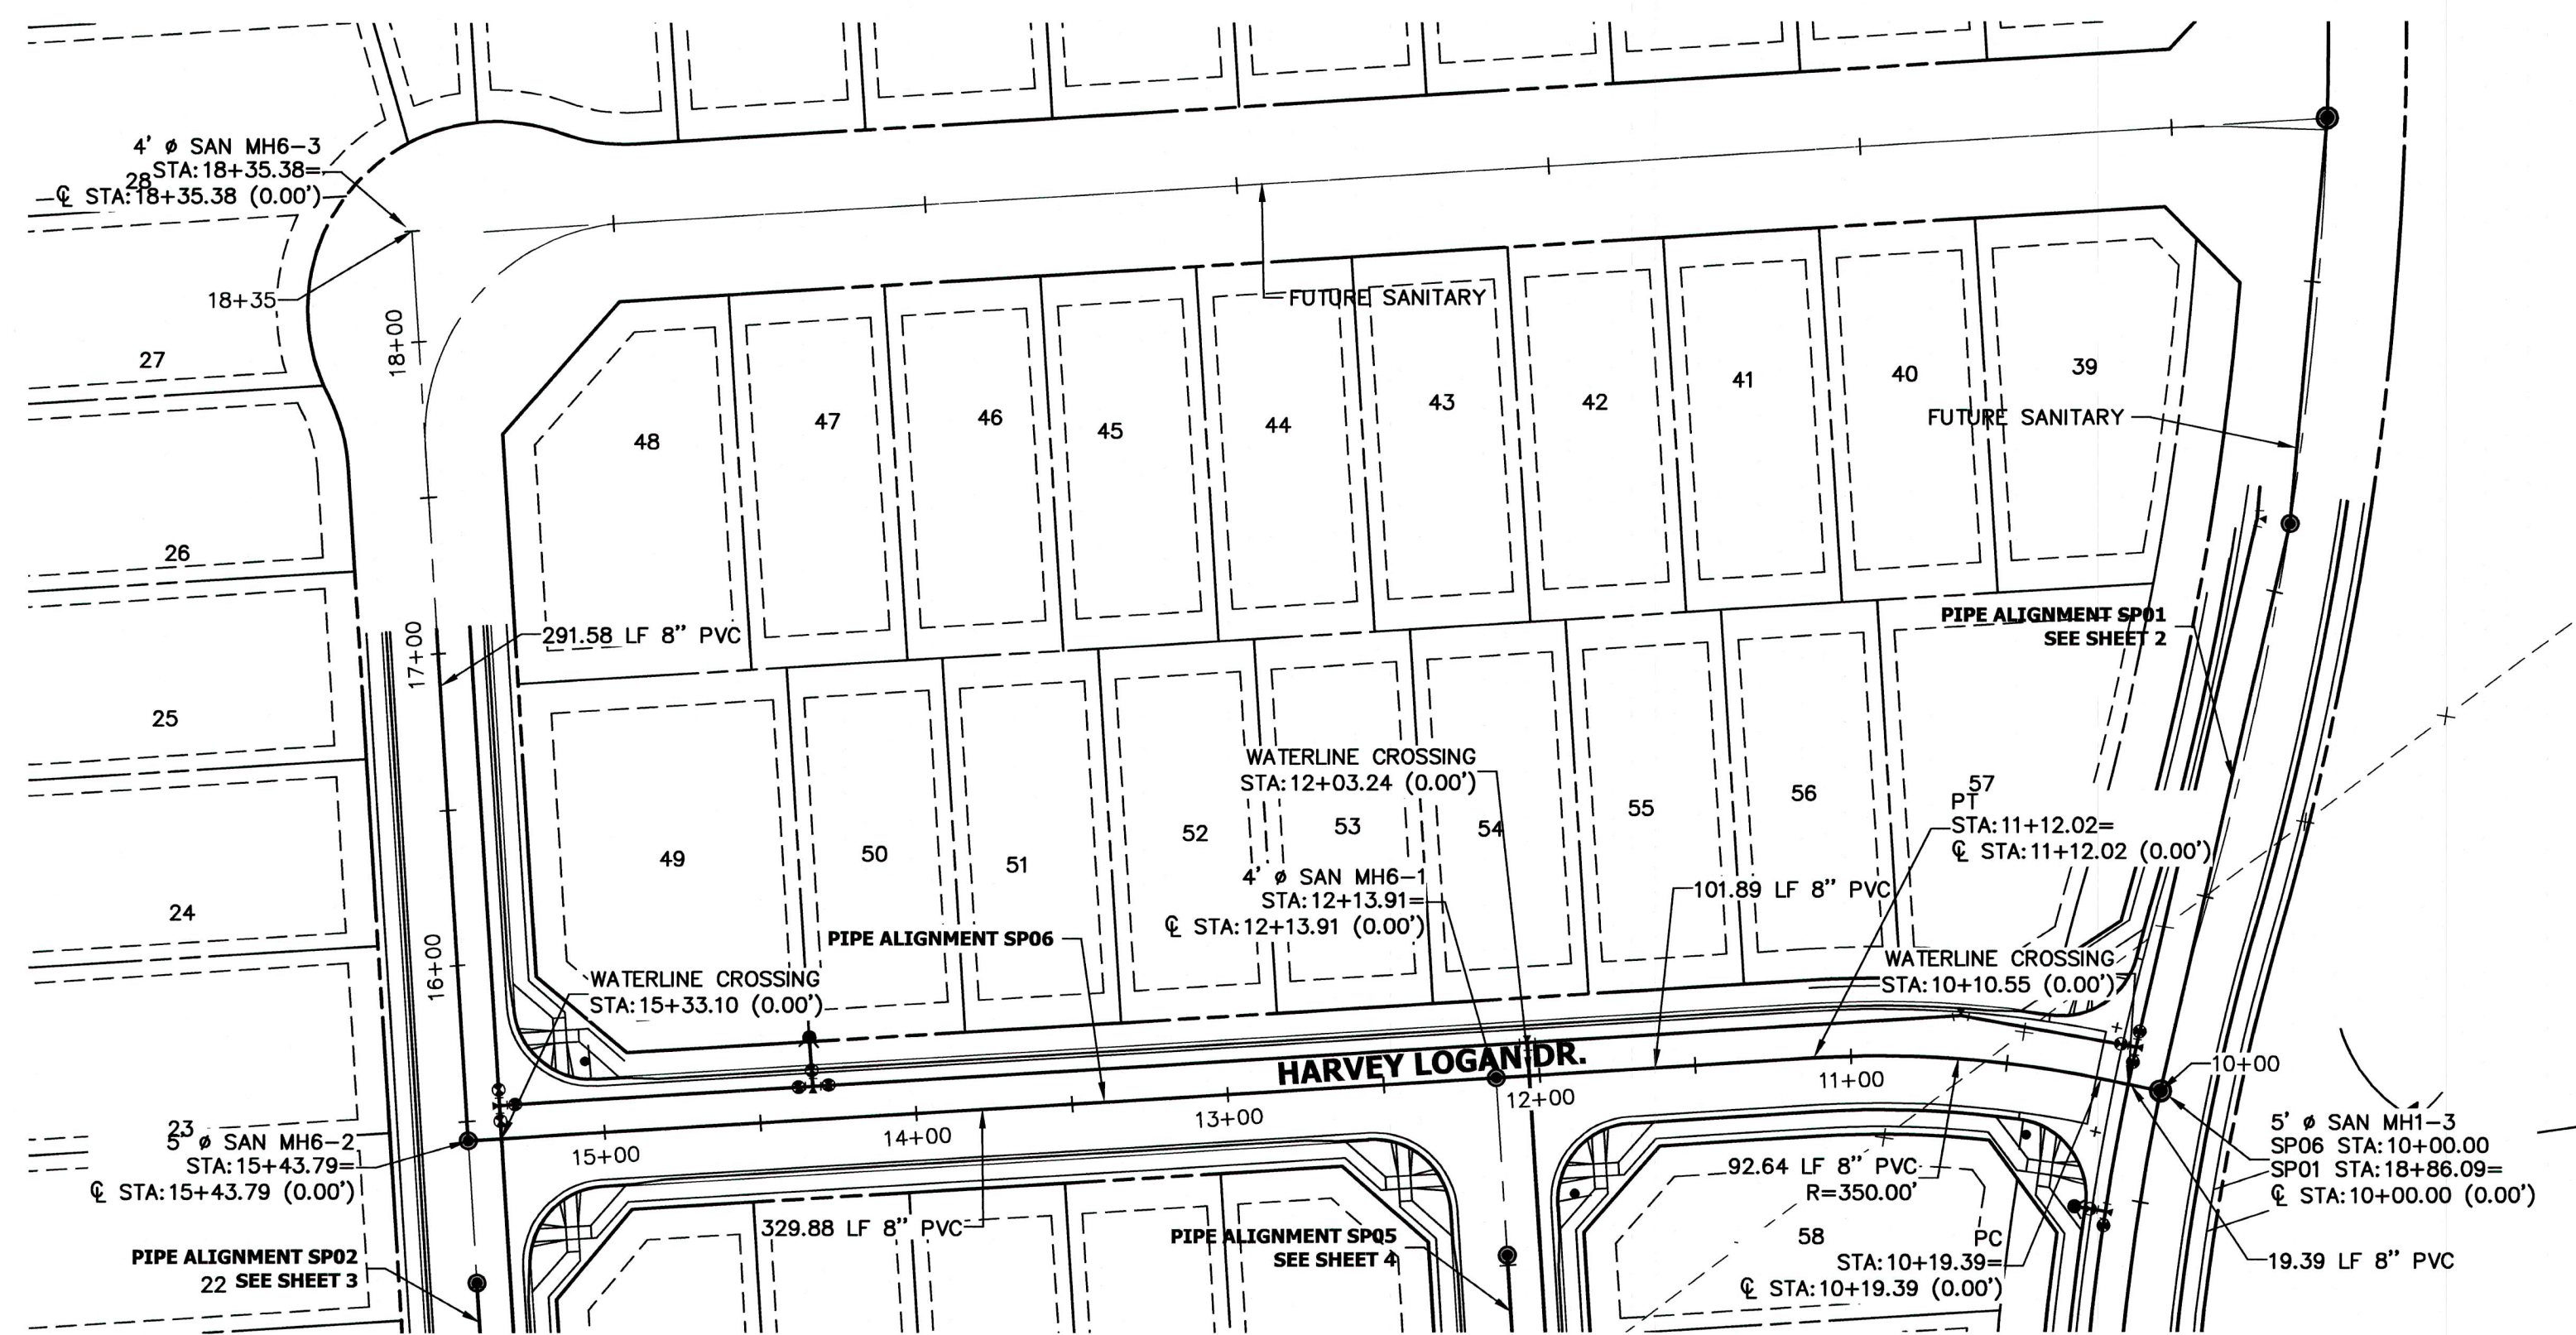 4' ø SAN MH6-3
STA:18+35.38=
28
℄ STA:18+35.38 (0.00')
18+35
18+00
27
26
25
24
23
22
17+00
16+00
291.58 LF 8" PVC
FUTURE SANITARY
48
47
46
45
44
43
42
41
40
39
FUTURE SANITARY
PIPE ALIGNMENT SP01
SEE SHEET 2
49
50
51
52
53
54
55
56
57
WATERLINE CROSSING
STA:12+03.24 (0.00')
4' ø SAN MH6-1
STA:12+13.91=
℄ STA:12+13.91 (0.00')
PT
STA:11+12.02=
℄ STA:11+12.02 (0.00')
101.89 LF 8" PVC
PIPE ALIGNMENT SP06
WATERLINE CROSSING
STA:15+33.10 (0.00')
WATERLINE CROSSING
STA:10+10.55 (0.00')
HARVEY LOGAN DR.
10+00
11+00
12+00
13+00
14+00
15+00
5' ø SAN MH6-2
STA:15+43.79=
℄ STA:15+43.79 (0.00')
5' ø SAN MH1-3
SP06 STA:10+00.00
SP01 STA:18+86.09=
℄ STA:10+00.00 (0.00')
92.64 LF 8" PVC
R=350.00'
329.88 LF 8" PVC
PIPE ALIGNMENT SP02
SEE SHEET 3
PIPE ALIGNMENT SP05
SEE SHEET 4
58
PC
STA:10+19.39=
℄ STA:10+19.39 (0.00')
19.39 LF 8" PVC